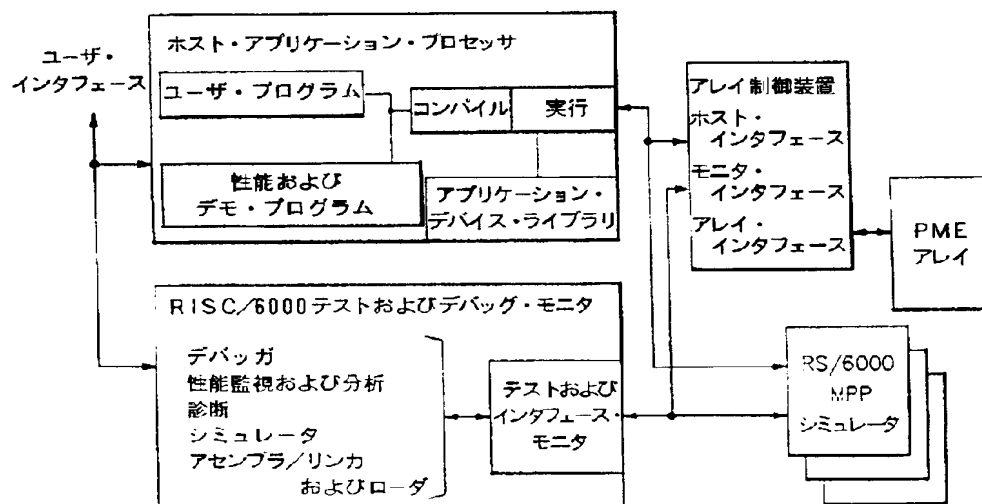 ユーザ・
インタフェース
ホスト・アプリケーション・プロセッサ
ユーザ・プログラム
コンパイル
実行
性能および
デモ・プログラム
アプリケーション・
デバイス・ライブラリ
アレイ制御装置
ホスト・
インタフェース
モニタ・
インタフェース
アレイ・
インタフェース
PME
アレイ
RISC/6000テストおよびデバッグ・モニタ
デバッガ
性能監視および分析
診断
シミュレータ
アセンブラ/リンカ
およびローダ
テストおよび
インタフェース・
モニタ
RS/6000
MPP
シミュレータ